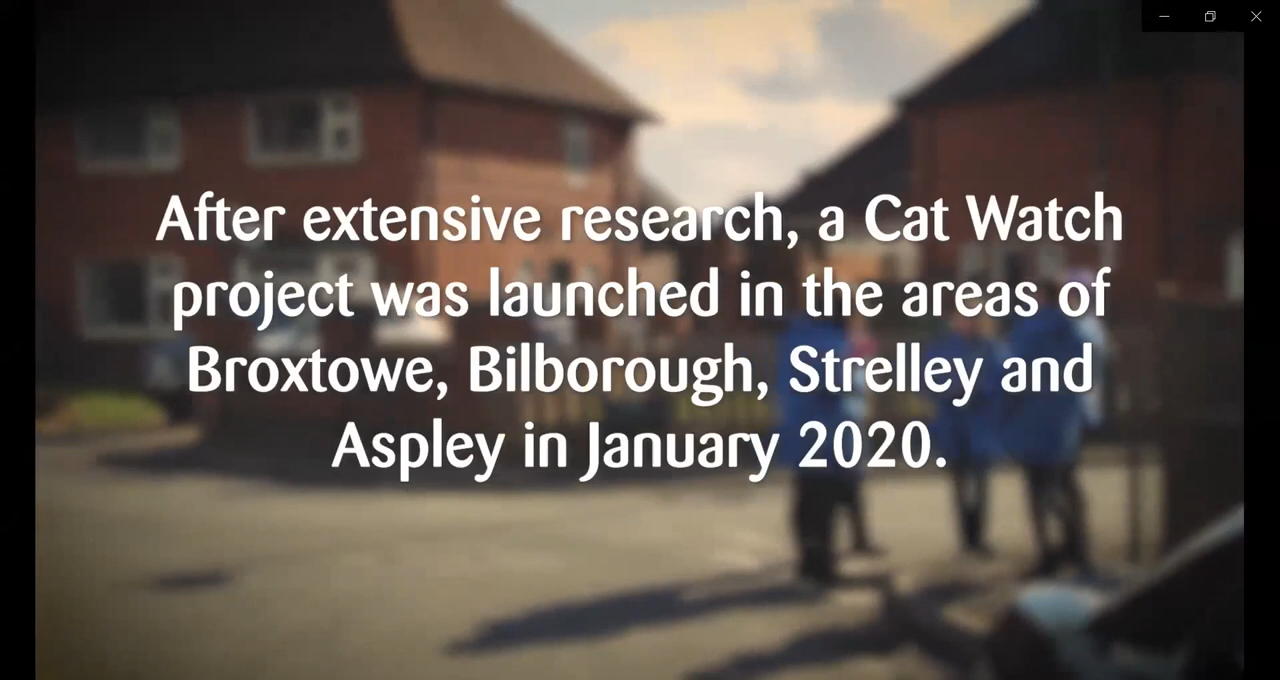 After extensive research, a Cat Watch
project was launched in the areas of
Broxtowe, Bilborough, Strelley and
Aspley in January 2020.